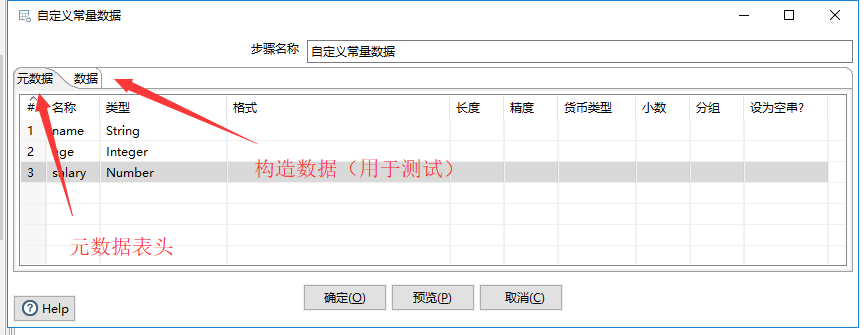 自定义常量数据
步骤名称 自定义常量数据
元数据 数据
# 名称 类型 格式 长度 精度 货币类型 小数 分组 设为空串?
1 name String
2 age Integer
3 salary Number
构造数据（用于测试）
元数据表头
确定(O) 预览(P) 取消(C)
Help